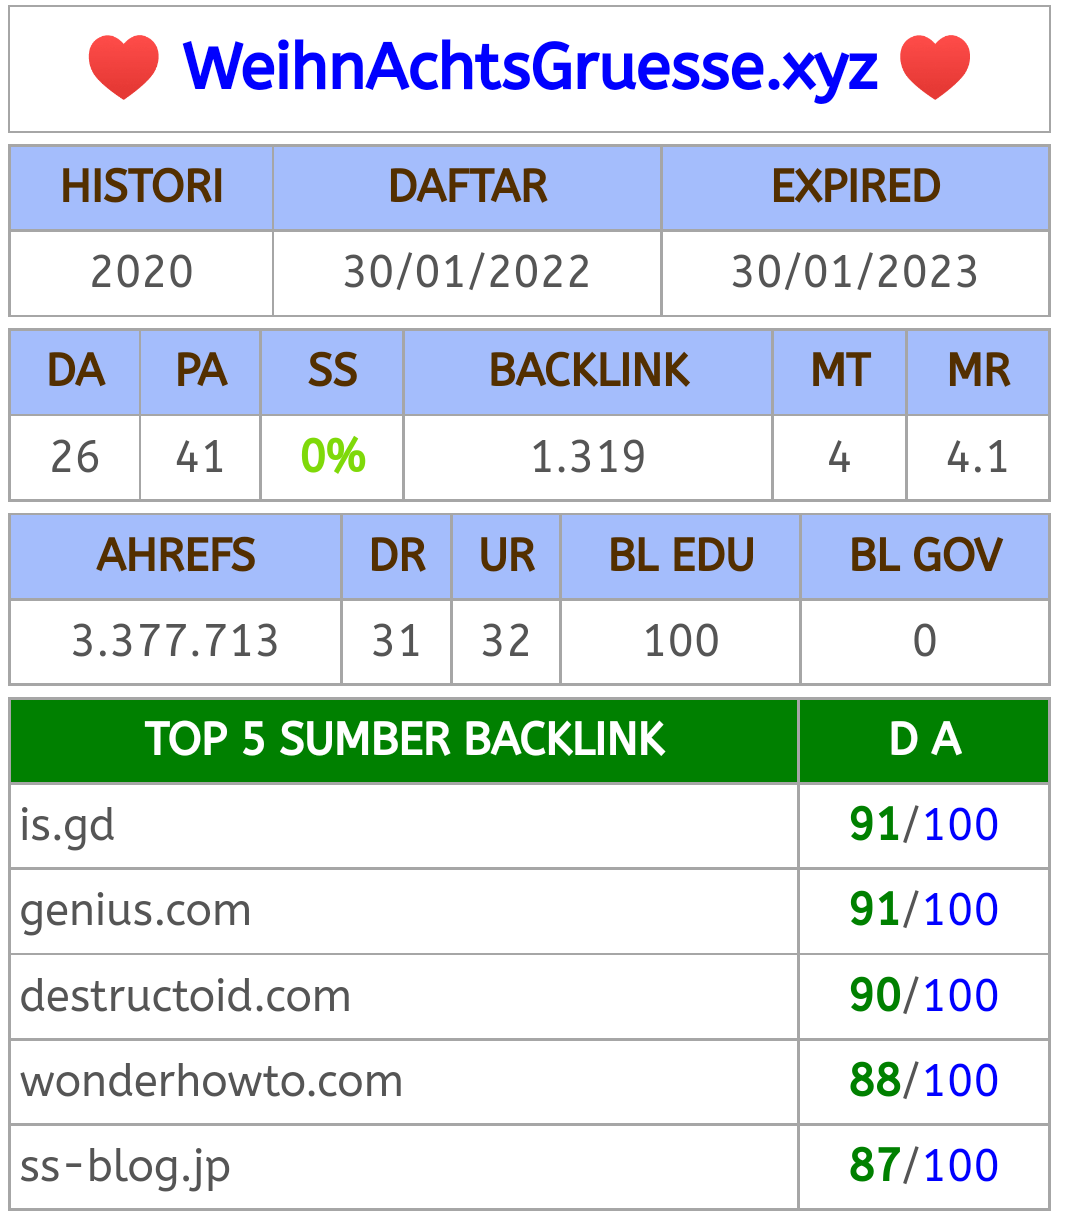 WeihnAchtsGruesse.xyz
HISTORI DAFTAR EXPIRED
2020 30/01/2022 30/01/2023
DA PA SS BACKLINK MT MR
26 41 0% 1.319 4 4.1
AHREFS DR UR BL EDU BL GOV
3.377.713 31 32 100 0
TOP 5 SUMBER BACKLINK D A
is.gd 91/100
genius.com 91/100
destructoid.com 90/100
wonderhowto.com 88/100
ss-blog.jp 87/100